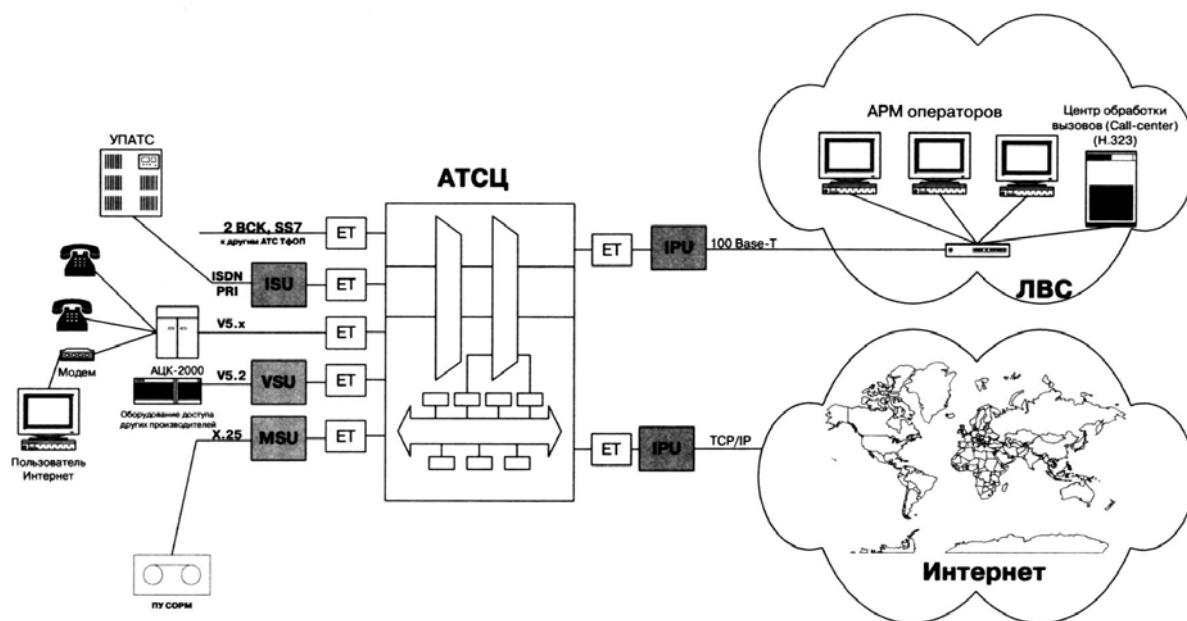 АРМ операторов
Центр обработки
вызовов (Call-center)
(H.323)
УПАТС
АТСЦ
2 ВСК, SS7
к другим АТС ТфОП
ET
ET
IPU
100 Base-T
ISDN
PRI
ISU
ET
ЛВС
V5.x
ET
Модем
АЦК-2000
V5.2
VSU
ET
Оборудование доступа
других производителей
X.25
MSU
ET
ET
IPU
TCP/IP
Пользователь
Интернет
Интернет
ПУ СОРМ